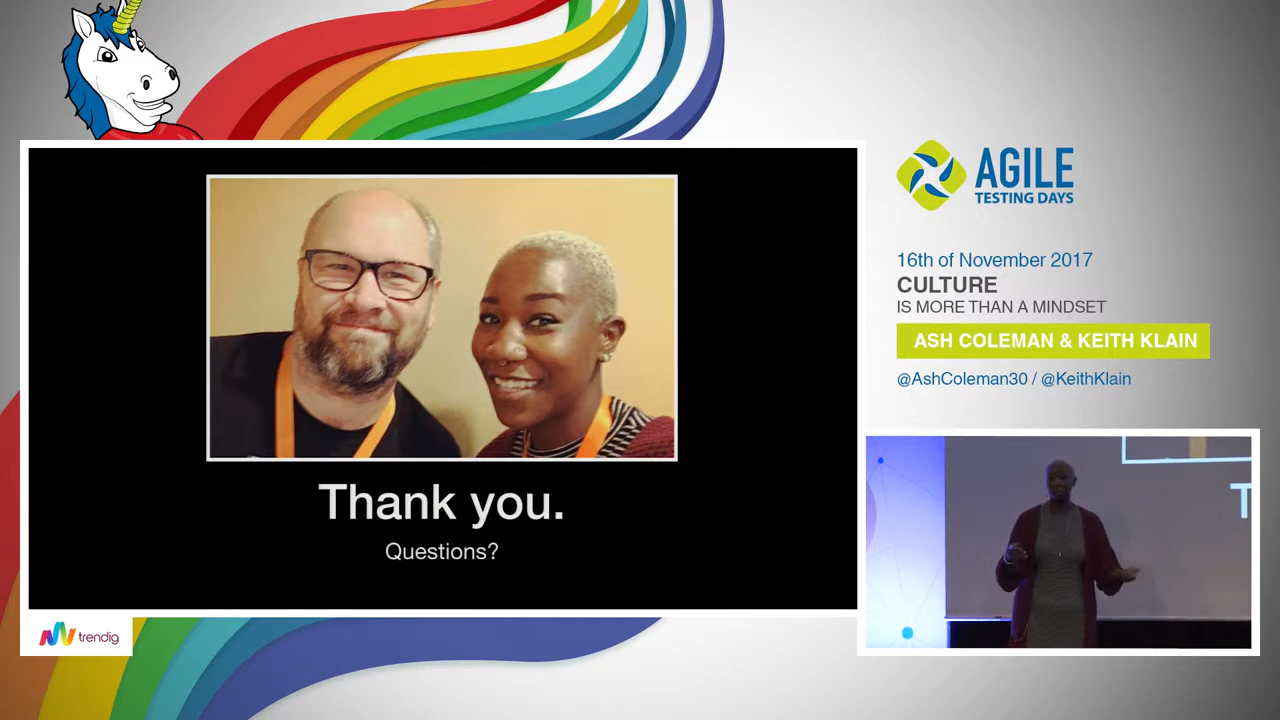 Thank you.
Questions?
trendig
AGILE
TESTING DAYS
16th of November 2017
CULTURE
IS MORE THAN A MINDSET
ASH COLEMAN & KEITH KLAIN
@AshColeman30 / @KeithKlain
T